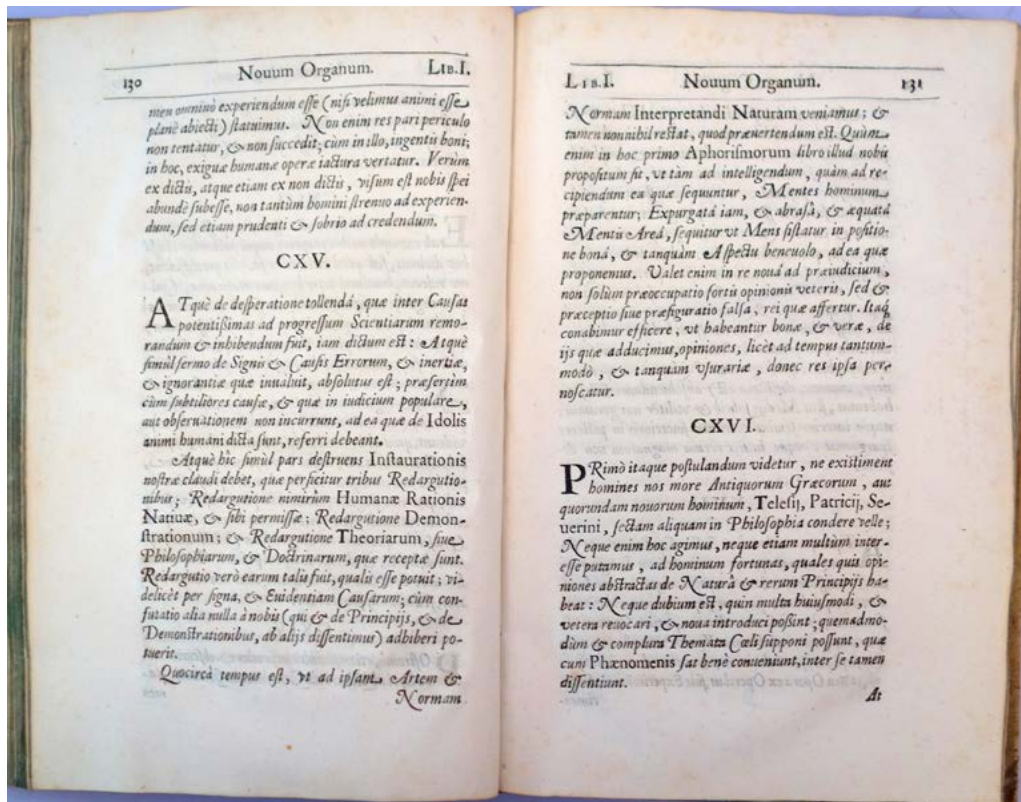 130 Nouum Organum. LIB.I.
men omninò experiendum esse (nisi velimus animi esse
planè abiecti) statuimus. Non enim res pari periculo
non tentatur, & non succedit; cùm in illo, ingentis boni;
in hoc, exiguæ humanæ operæ iactura vertatur. Verùm
ex dictis, atque etiam ex non dictis, visum est nobis spei
abundè subesse, non tantùm homini strenuo ad experien-
dum, sed etiam prudenti & sobrio ad credendum.
CXV.
ATquè de desperatione tollendâ, quæ inter Causas
potentißimas ad progressum Scientiarum remo-
randum & inhibendum fuit, iam dictum est: Atquè
simùl sermo de Signis & Causis Errorum, & inertiæ,
& ignorantiæ quæ inualuit, absolutus est; præsertim
cùm subtiliores causæ, & quæ in iudicium populare,
aut obseruationem non incurrunt, ad ea quæ de Idolis
animi humani dicta sunt, referri debeant.
Atquè hîc simùl pars destruens Instaurationis
nostræ claudi debet, quæ perficitur tribus Redargutio-
nibus; Redargutione nimirùm Humanæ Rationis
Natiuæ, & sibi permissæ; Redargutione Demon-
strationum; & Redargutione Theoriarum, siue
Philosophiarum, & Doctrinarum, quæ receptæ sunt.
Redargutio verò earum talis fuit, qualis esse potuit; vi-
delicèt per signa, & Euidentiam Causarum; cùm con-
futatio alia nulla à nobis (qui & de Principijs, & de
Demonstrationibus, ab alijs dissentimus) adhiberi po-
tuerit.
Quocircà tempus est, vt ad ipsam Artem &
Normam
LIB.I. Nouum Organum. 131
Normam Interpretandi Naturam veniamus; &
tamen nonnihil restat, quod præuertendum est. Quùm
enim in hoc primo Aphorismorum libro illud nobis
propositum sit, vt tàm ad intelligendum, quàm ad re-
cipiendum ea quæ sequuntur, Mentes hominum
præparentur; Expurgatâ iam, & abrasâ, & æquatâ
Mentis Areâ, sequitur vt Mens sistatur in positio-
ne bonâ, & tanquàm Aspectu beneuolo, ad ea quæ
proponemus. Valet enim in re nouâ ad præiudicium,
non solùm præoccupatio fortis opinionis veteris, sed &
præceptio siue præfiguratio falsa, rei quæ affertur. Itaq;
conabimur efficere, vt habeantur bonæ, & veræ, de
ijs quæ adducimus, opiniones, licèt ad tempus tantum-
modò, & tanquàm vsurariæ, donec res ipsa per-
noscatur.
CXVI.
PRimò itaque postulandum videtur, ne existiment
homines nos more Antiquorum Græcorum, aut
quorundam nouorum hominum, Telesij, Patricij, Se-
uerini, sectam aliquam in Philosophia condere velle;
Neque enim hoc agimus, neque etiam multùm inter-
esse putamus, ad hominum fortunas, quales quis opi-
niones abstractas de Naturâ & rerum Principijs ha-
beat: Neque dubium est, quin multa huiusmodi, &
vetera reuocari, & noua introduci possint; quemadmo-
dùm & complura Themata Cœli supponi possunt, quæ
cum Phænomenis sat benè conueniunt, inter se tamen
dissentiunt.
At